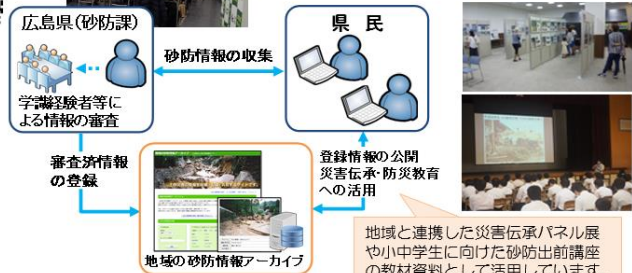 広島県(砂防課)
学識経験者等に
よる情報の審査
砂防情報の収集
県 民
審査済情報
の登録
登録情報の公開
災害伝承・防災教育
への活用
地域の砂防情報アーカイブ
地域と連携した災害伝承パネル展
や小中学生に向けた砂防出前講座
の教材資料として活用しています